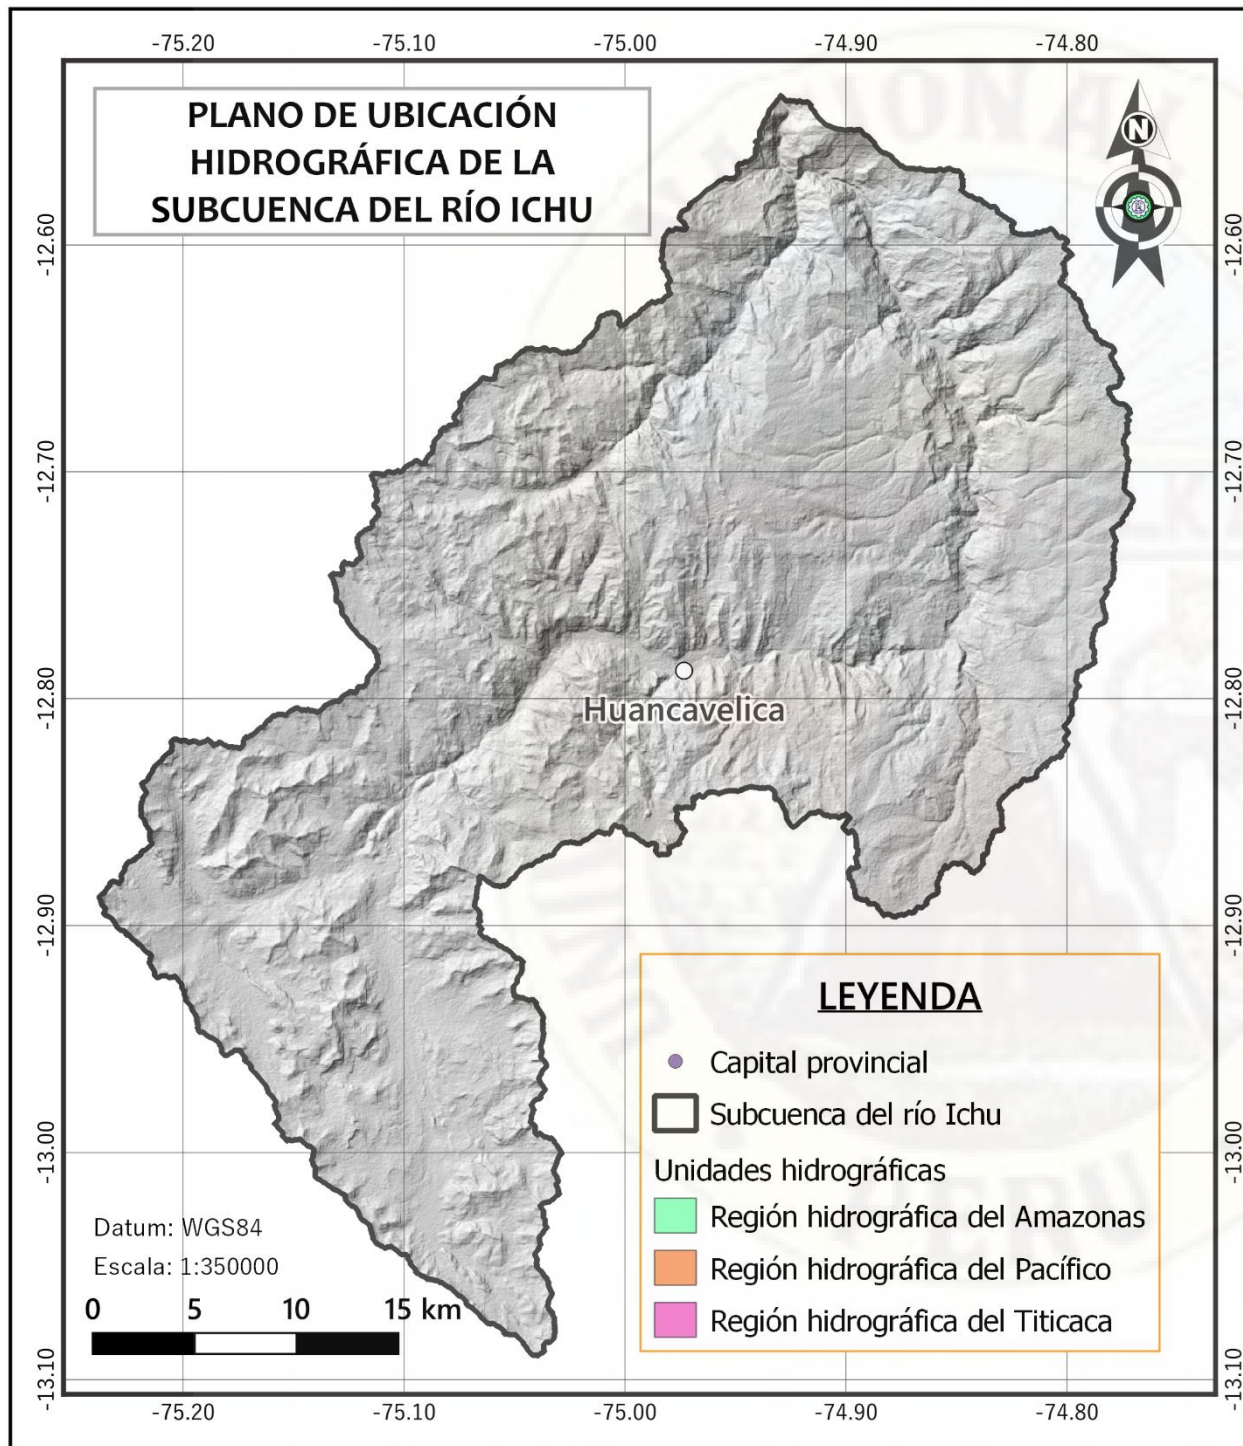 -75.20 -75.10 -75.00 -74.90 -74.80
PLANO DE UBICACIÓN
HIDROGRÁFICA DE LA
SUBCUENCA DEL RÍO ICHU
N
-12.60 -12.60
-12.70 -12.70
-12.80 -12.80
Huancavelica
-12.90 -12.90
LEYENDA
Capital provincial
Subcuenca del río Ichu
-13.00 -13.00
Unidades hidrográficas
Región hidrográfica del Amazonas
Región hidrográfica del Pacífico
Región hidrográfica del Titicaca
Datum: WGS84
Escala: 1:350000
0 5 10 15 km
-13.10 -13.10
-75.20 -75.10 -75.00 -74.90 -74.80
PERU